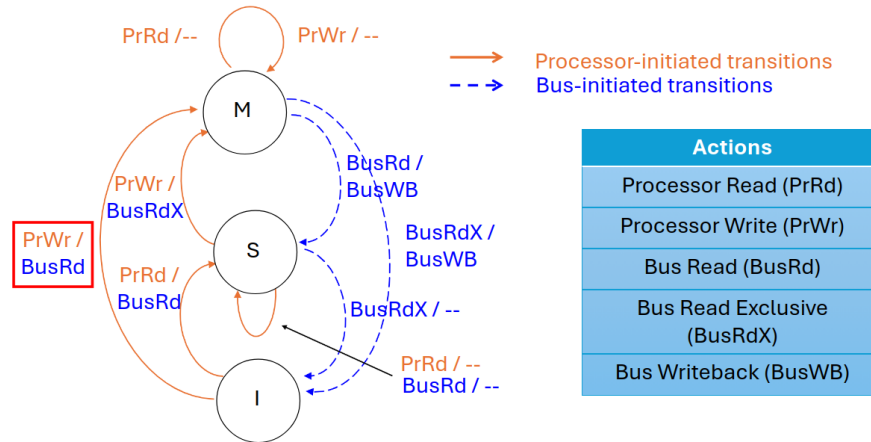 PrRd /--
PrWr / --
Processor-initiated transitions
Bus-initiated transitions
M
PrWr /
BusRdX
BusRd /
BusWB
PrWr /
BusRd
S
BusRdX /
BusWB
PrRd /
BusRd
BusRdX / --
PrRd / --
BusRd / --
I
Actions
Processor Read (PrRd)
Processor Write (PrWr)
Bus Read (BusRd)
Bus Read Exclusive
(BusRdX)
Bus Writeback (BusWB)